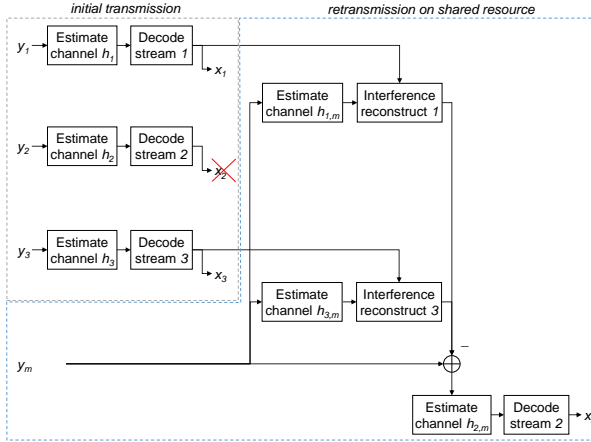 initial transmission
retransmission on shared resource
y1
Estimate
channel h1
Decode
stream 1
x1
Estimate
channel h1,m
Interference
reconstruct 1
y2
Estimate
channel h2
Decode
stream 2
x2
y3
Estimate
channel h3
Decode
stream 3
x3
Estimate
channel h3,m
Interference
reconstruct 3
ym
–
Estimate
channel h2,m
Decode
stream 2
x